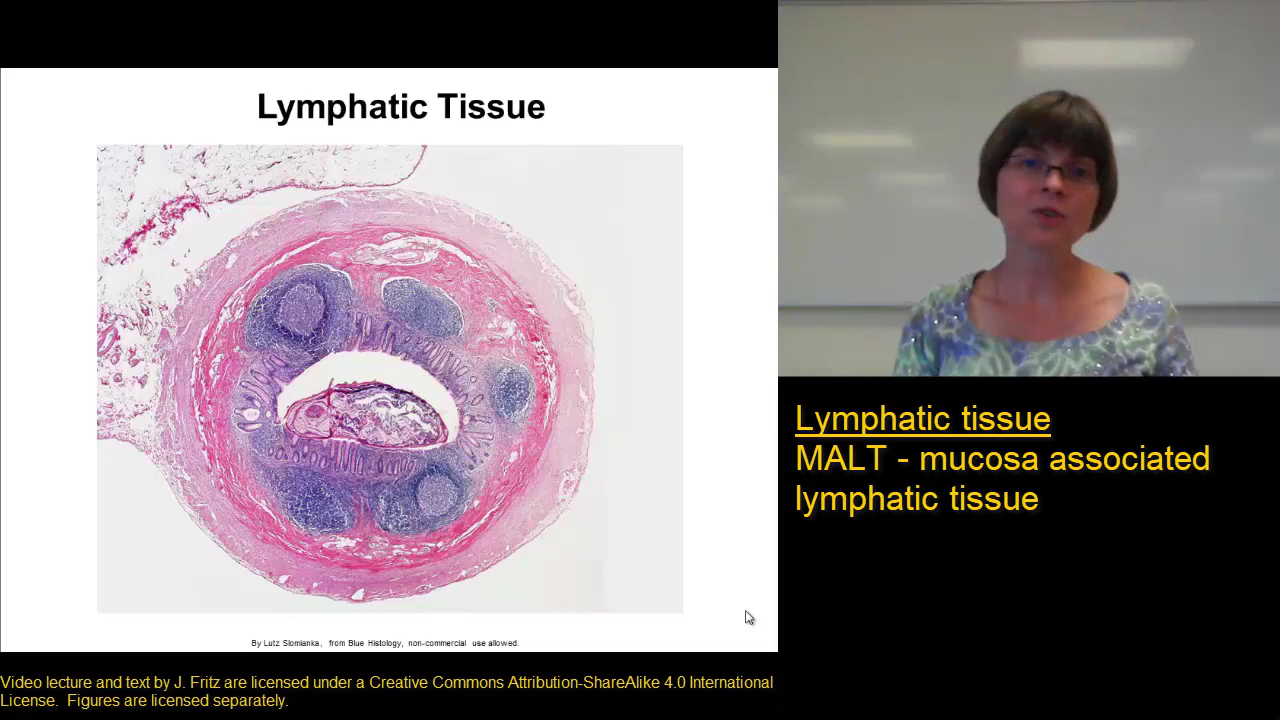 Lymphatic Tissue
By Lutz Slomianka, from Blue Histology, non-commercial use allowed.
Lymphatic tissue
MALT - mucosa associated
lymphatic tissue
Video lecture and text by J. Fritz are licensed under a Creative Commons Attribution-ShareAlike 4.0 International
License. Figures are licensed separately.